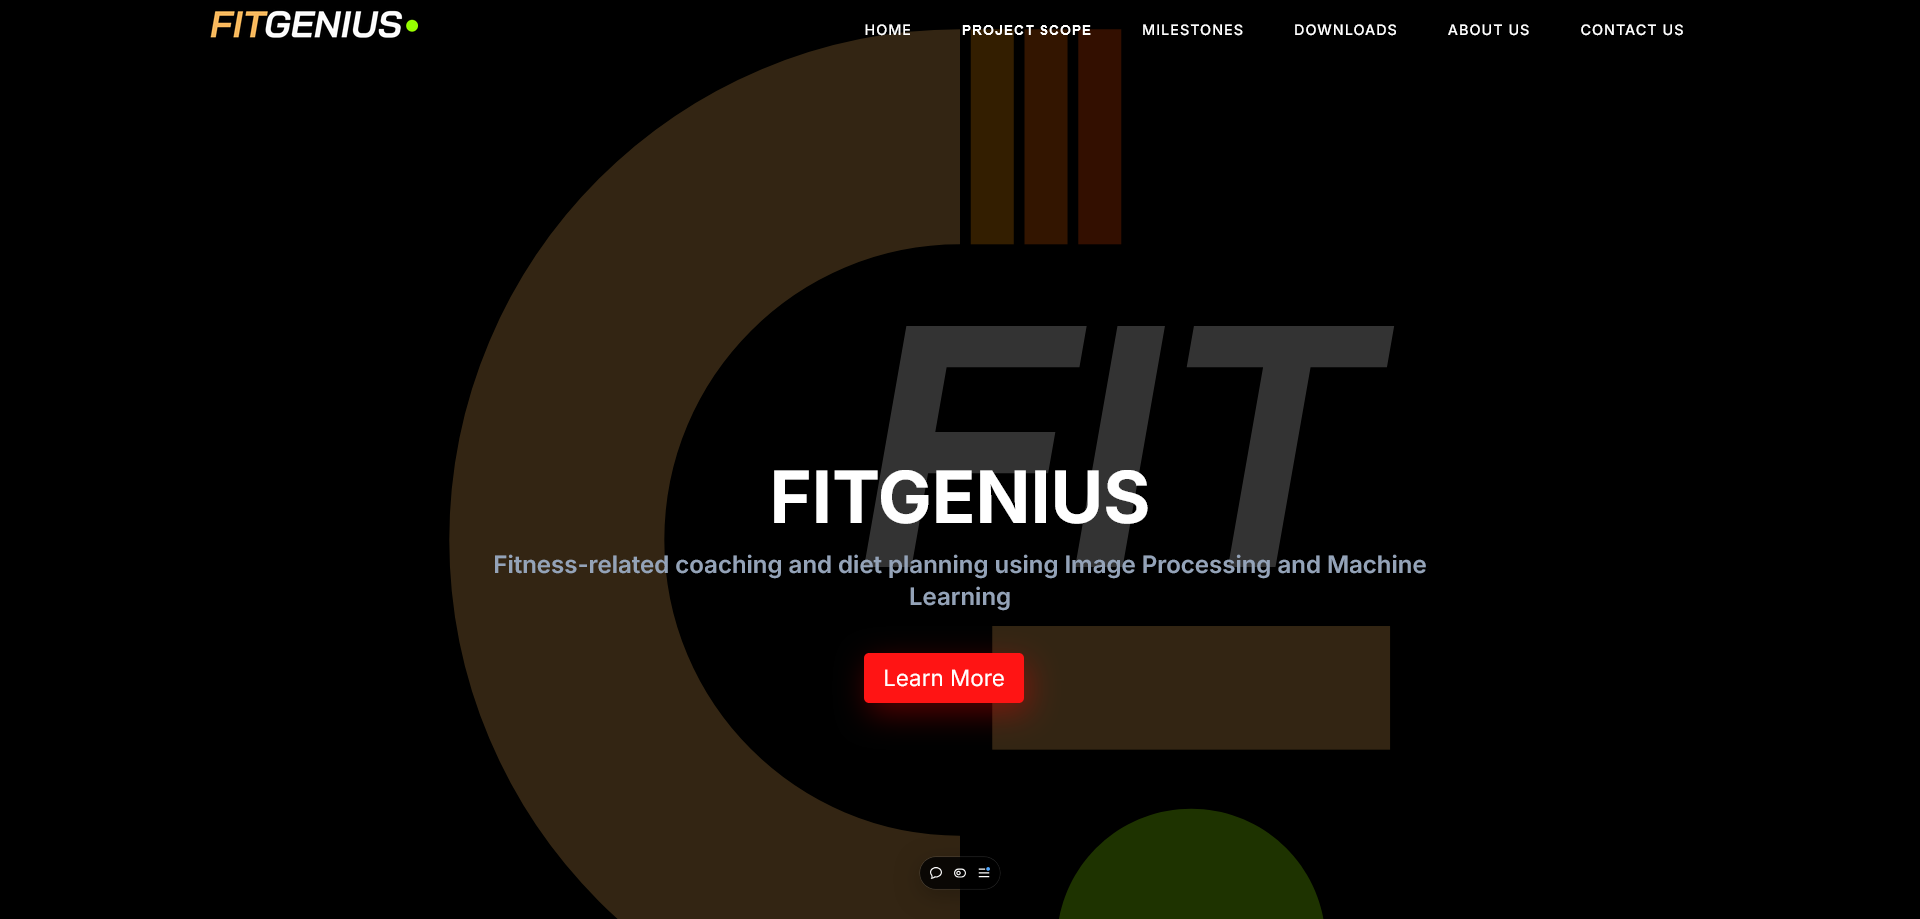 FITGENIUS
HOME PROJECT SCOPE MILESTONES DOWNLOADS ABOUT US CONTACT US
FIT
FITGENIUS
Fitness-related coaching and diet planning using Image Processing and Machine
Learning
Learn More